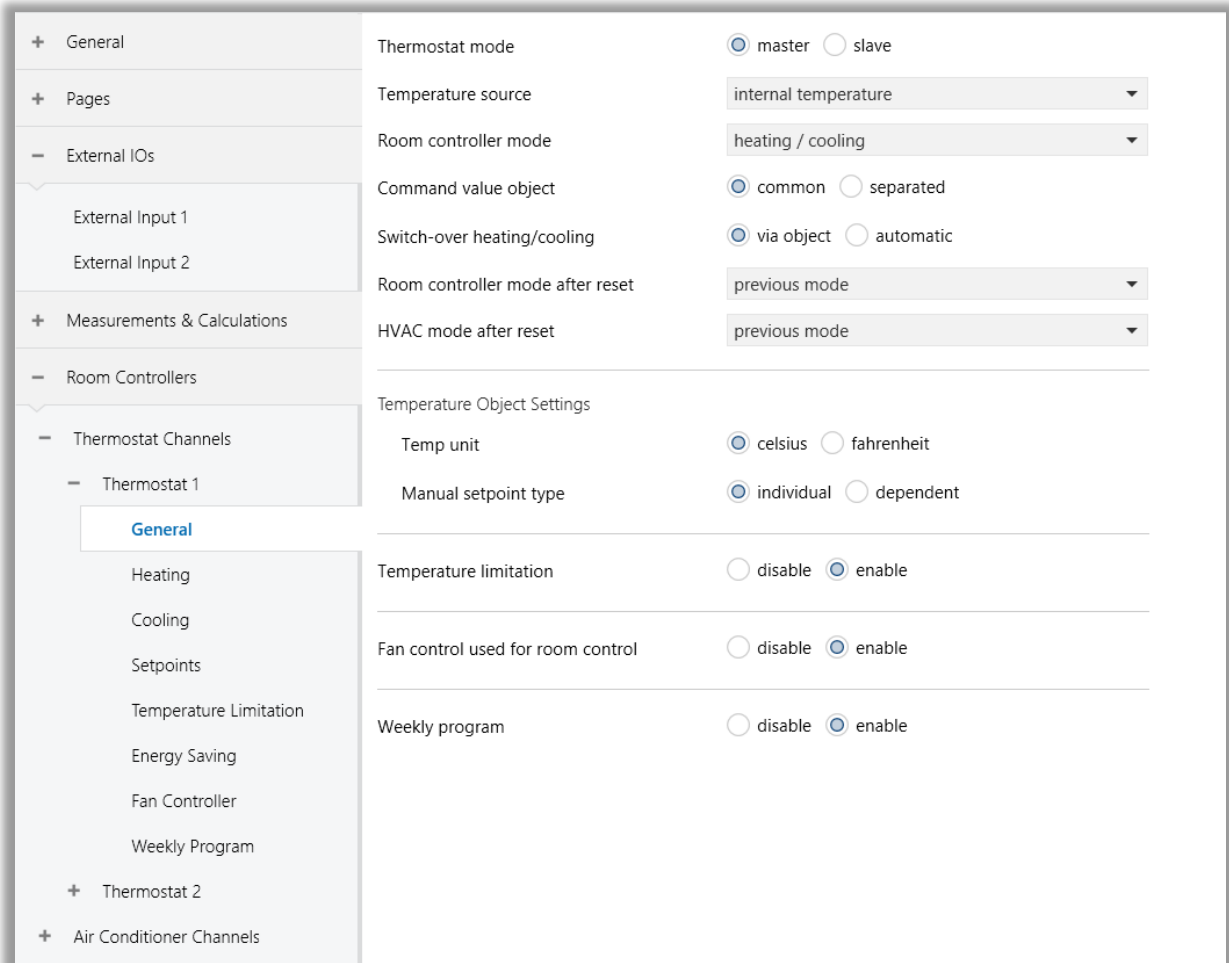 General
Pages
External IOs
External Input 1
External Input 2
Measurements & Calculations
Room Controllers
Thermostat Channels
Thermostat 1
General
Heating
Cooling
Setpoints
Temperature Limitation
Energy Saving
Fan Controller
Weekly Program
Thermostat 2
Air Conditioner Channels
Thermostat mode master slave
Temperature source internal temperature
Room controller mode heating / cooling
Command value object common separated
Switch-over heating/cooling via object automatic
Room controller mode after reset previous mode
HVAC mode after reset previous mode
Temperature Object Settings
Temp unit celsius fahrenheit
Manual setpoint type individual dependent
Temperature limitation disable enable
Fan control used for room control disable enable
Weekly program disable enable